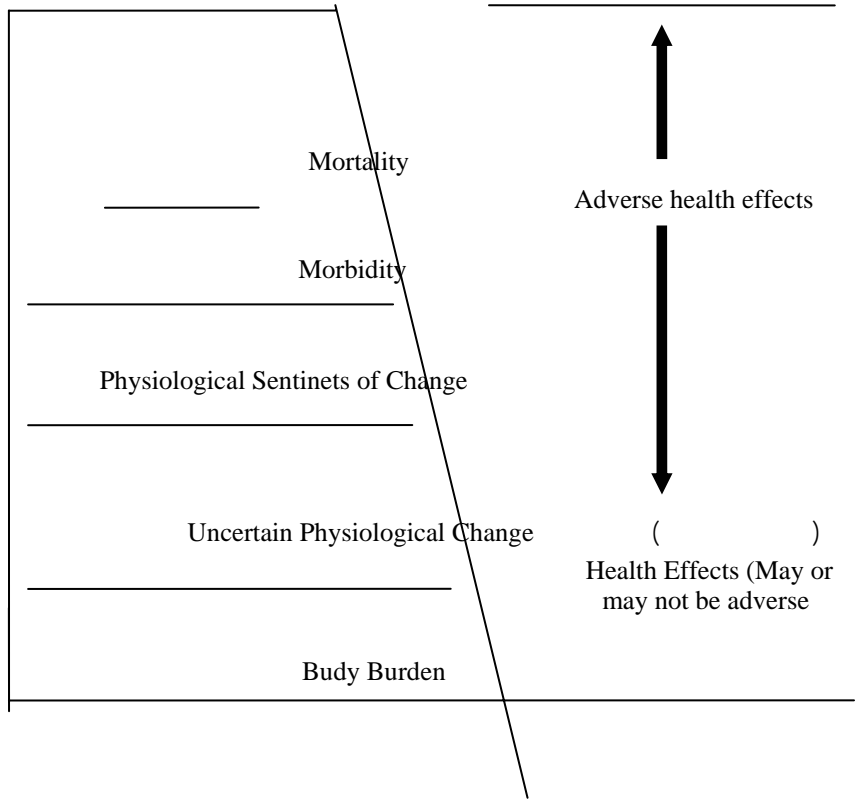 Mortality
Adverse health effects
Morbidity
Physiological Sentinets of Change
Uncertain Physiological Change
( )
Health Effects (May or
may not be adverse
Budy Burden